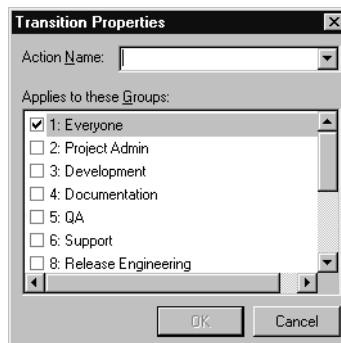 Transition Properties
Action Name:
Applies to these Groups:
1: Everyone
2: Project Admin
3: Development
4: Documentation
5: QA
6: Support
8: Release Engineering
OK Cancel